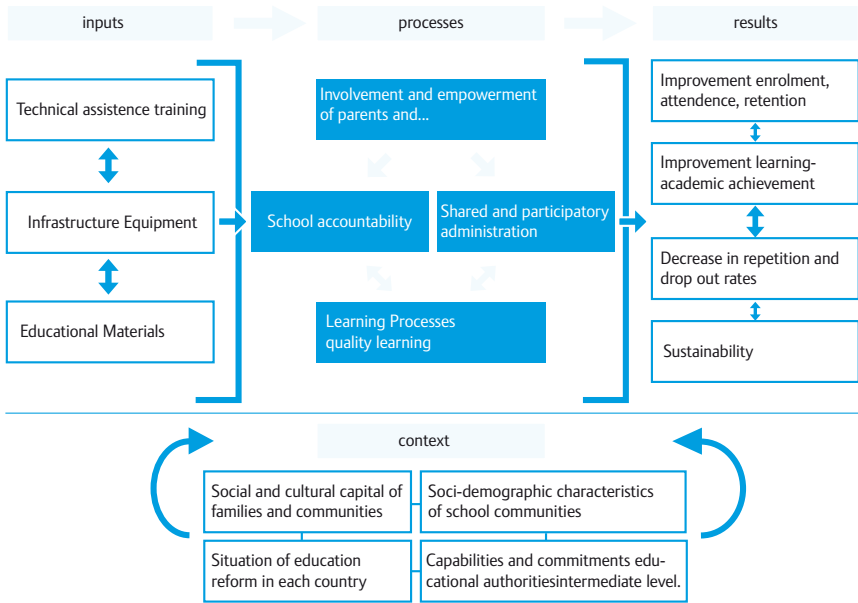 inputs
processes
results
Technical assistence training
Infrastructure Equipment
Educational Materials
Involvement and empowerment
of parents and...
School accountability
Shared and participatory
administration
Learning Processes
quality learning
Improvement enrolment,
attendence, retention
Improvement learning-
academic achievement
Decrease in repetition and
drop out rates
Sustainability
context
Social and cultural capital of
families and communities
Soci-demographic characteristics
of school communities
Situation of education
reform in each country
Capabilities and commitments edu-
cational authoritiesintermediate level.